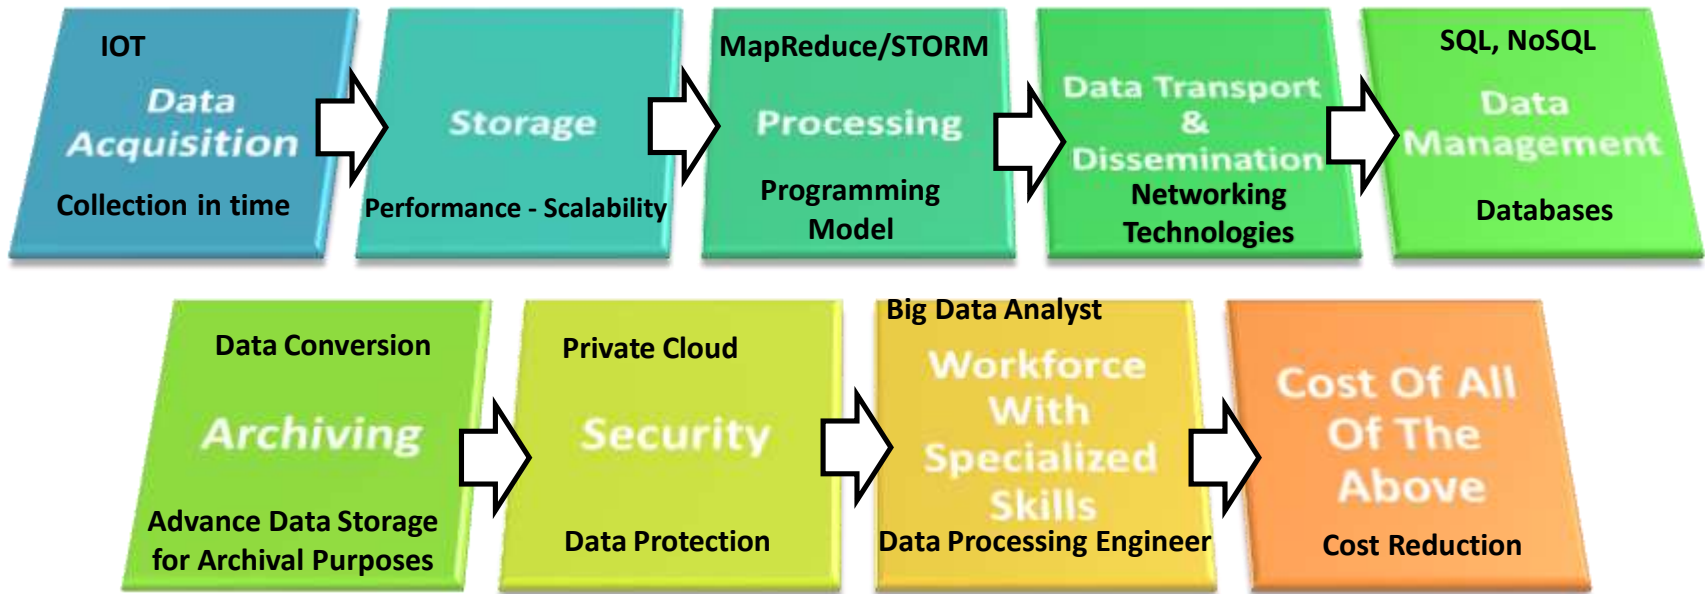 IOT
Data
Acquisition
Collection in time
Storage
Performance - Scalability
MapReduce/STORM
Processing
Programming
Model
Data Transport
&
Dissemination
Networking
Technologies
SQL, NoSQL
Data
Management
Databases
Data Conversion
Archiving
Advance Data Storage
for Archival Purposes
Private Cloud
Security
Data Protection
Big Data Analyst
Workforce
With
Specialized
Skills
Data Processing Engineer
Cost Of All
Of The
Above
Cost Reduction